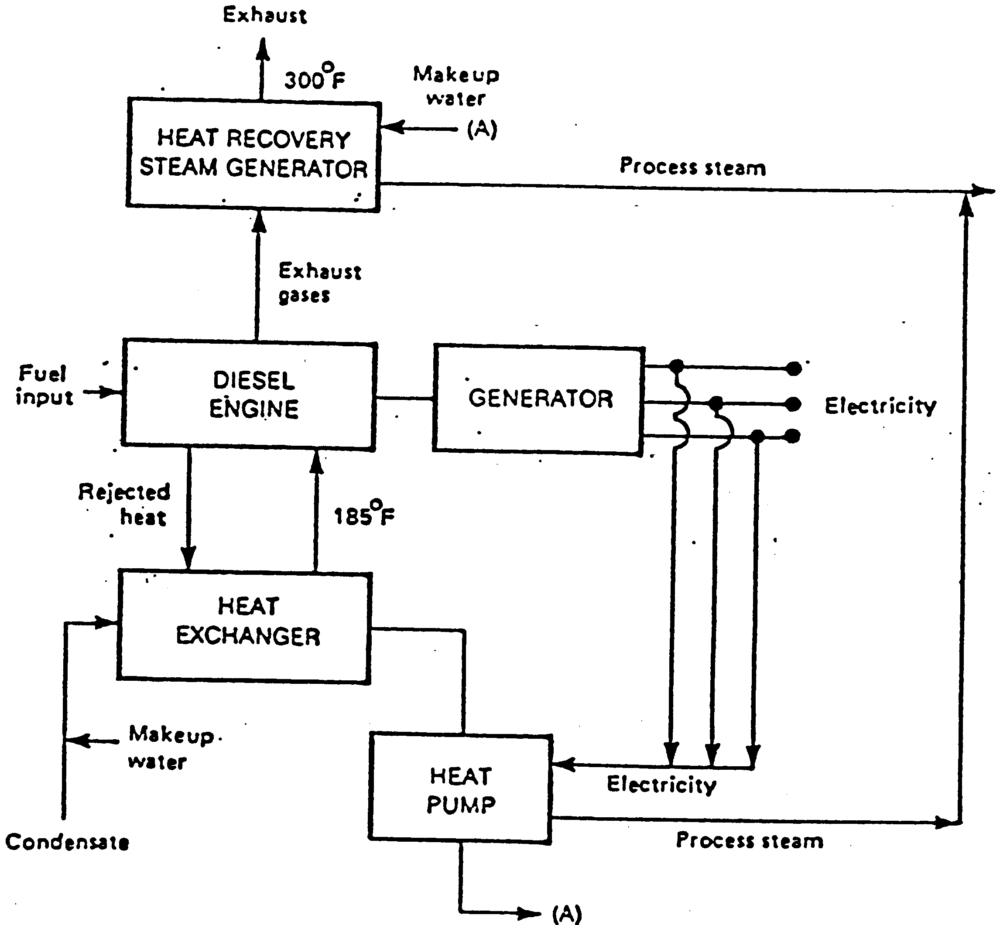 Exhaust
300°F
Makeup
water
(A)
HEAT RECOVERY
STEAM GENERATOR
Process steam
Exhaust
gases
Fuel
input
DIESEL
ENGINE
GENERATOR
Electricity
Rejected
heat
185°F
HEAT
EXCHANGER
Makeup
water
HEAT
PUMP
Electricity
Condensate
Process steam
(A)